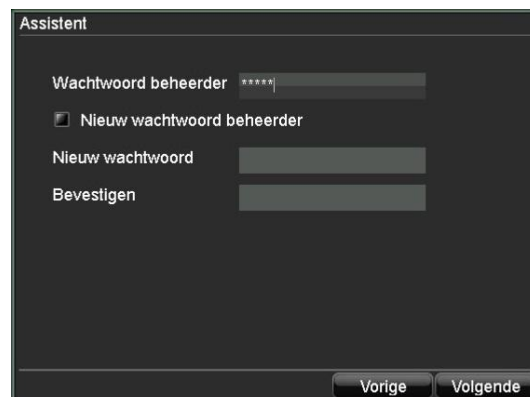 Assistent
Wachtwoord beheerder *****
Nieuw wachtwoord beheerder
Nieuw wachtwoord
Bevestigen
Vorige Volgende